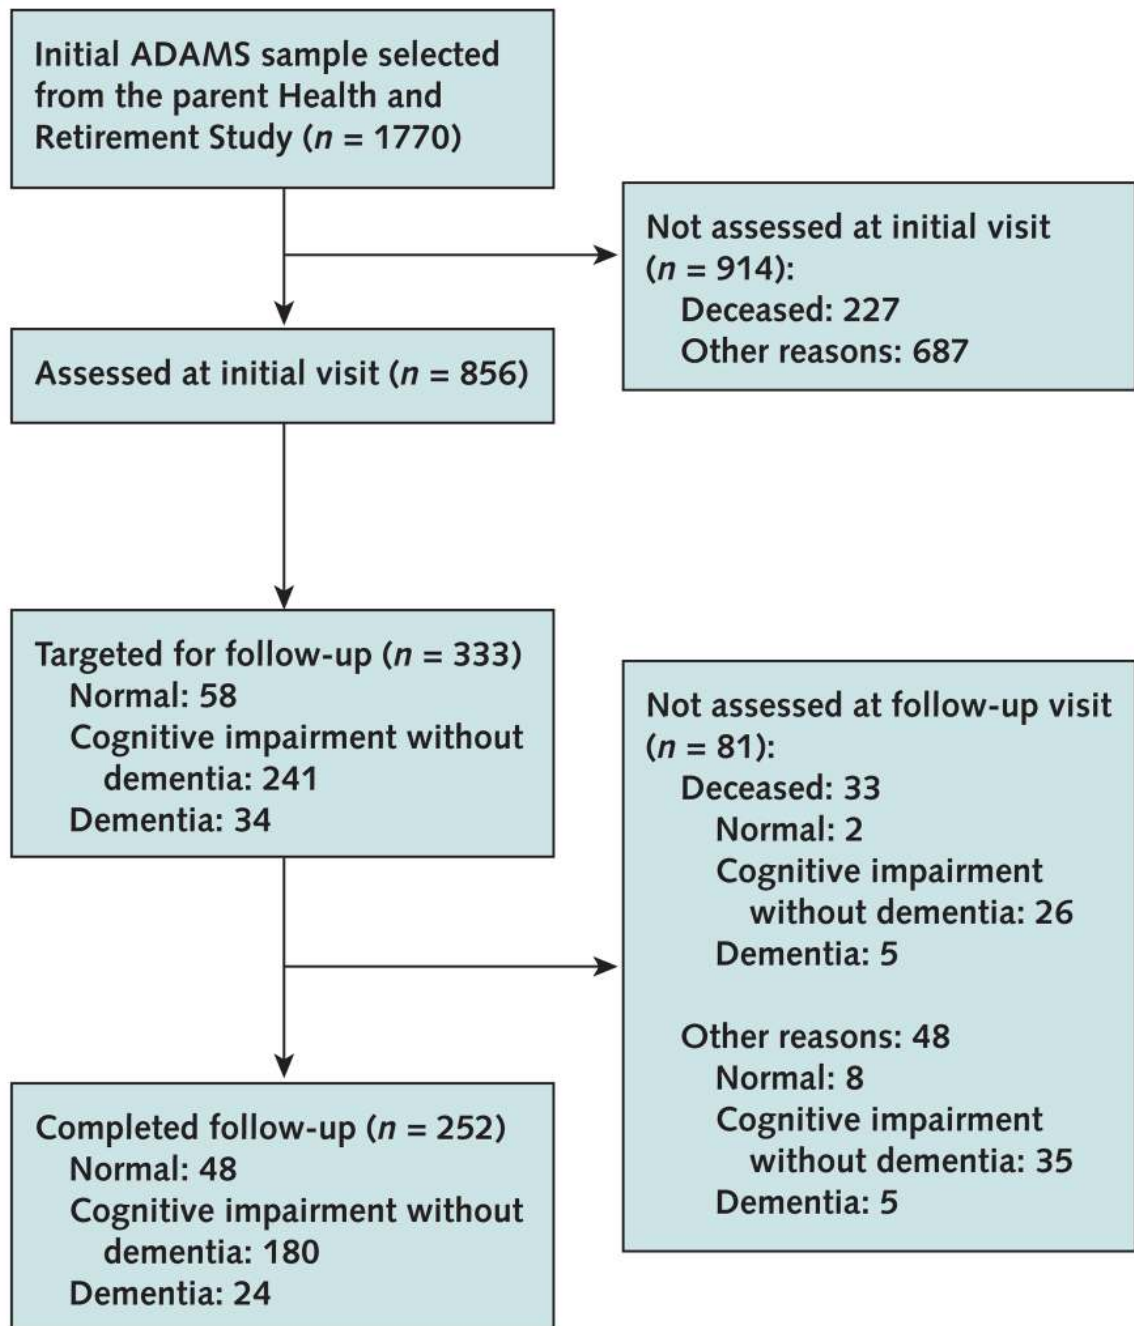 Initial ADAMS sample selected
from the parent Health and
Retirement Study (n = 1770)
Not assessed at initial visit
(n = 914):
Deceased: 227
Other reasons: 687
Assessed at initial visit (n = 856)
Targeted for follow-up (n = 333)
Normal: 58
Cognitive impairment without
dementia: 241
Dementia: 34
Not assessed at follow-up visit
(n = 81):
Deceased: 33
Normal: 2
Cognitive impairment
without dementia: 26
Dementia: 5
Other reasons: 48
Normal: 8
Cognitive impairment
without dementia: 35
Dementia: 5
Completed follow-up (n = 252)
Normal: 48
Cognitive impairment without
dementia: 180
Dementia: 24